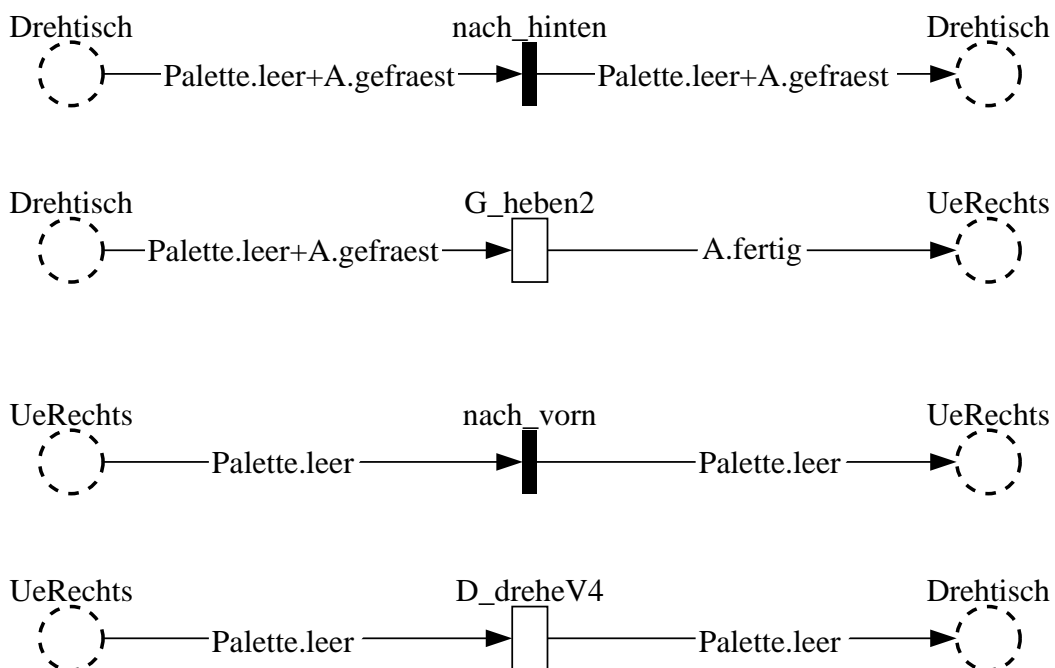 Drehtisch nach_hinten Drehtisch
Palette.leer+A.gefraest Palette.leer+A.gefraest
Drehtisch G_heben2 UeRechts
Palette.leer+A.gefraest A.fertig
UeRechts nach_vorn UeRechts
Palette.leer Palette.leer
UeRechts D_dreheV4 Drehtisch
Palette.leer Palette.leer